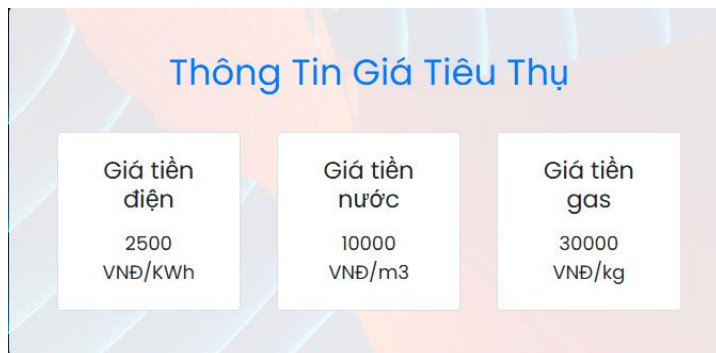 Thông Tin Giá Tiêu Thụ
Giá tiền
điện
2500
VNĐ/KWh
Giá tiền
nước
10000
VNĐ/m3
Giá tiền
gas
30000
VNĐ/kg